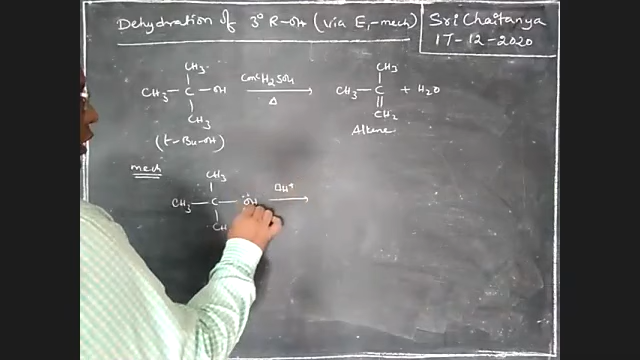 Dehydration of 3° R-OH (via E1-mech)
Sri Chaitanya
17-12-2020
CH3
CH3-C-OH
CH3
(t-Bu-OH)
Conc H2SO4
Δ
CH3
CH3-C
CH2
+ H2O
Alkene
mech
CH3
CH3-C-OH
CH
H+